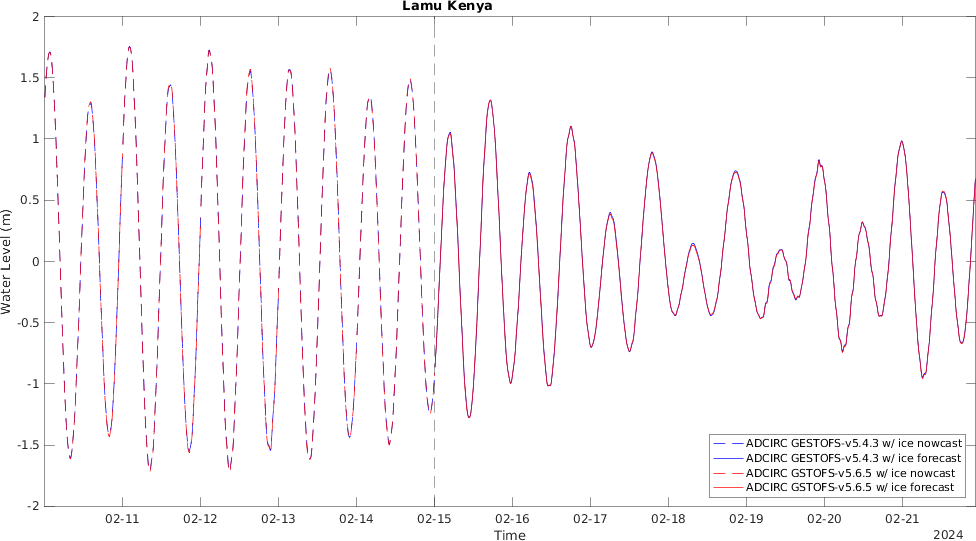 Lamu Kenya
2
1.5
1
0.5
0
-0.5
-1
-1.5
-2
Water Level (m)
ADCIRC GESTOFS-v5.4.3 w/ ice nowcast
ADCIRC GESTOFS-v5.4.3 w/ ice forecast
ADCIRC GSTOFS-v5.6.5 w/ ice nowcast
ADCIRC GSTOFS-v5.6.5 w/ ice forecast
02-11 02-12 02-13 02-14 02-15 02-16 02-17 02-18 02-19 02-20 02-21
Time
2024